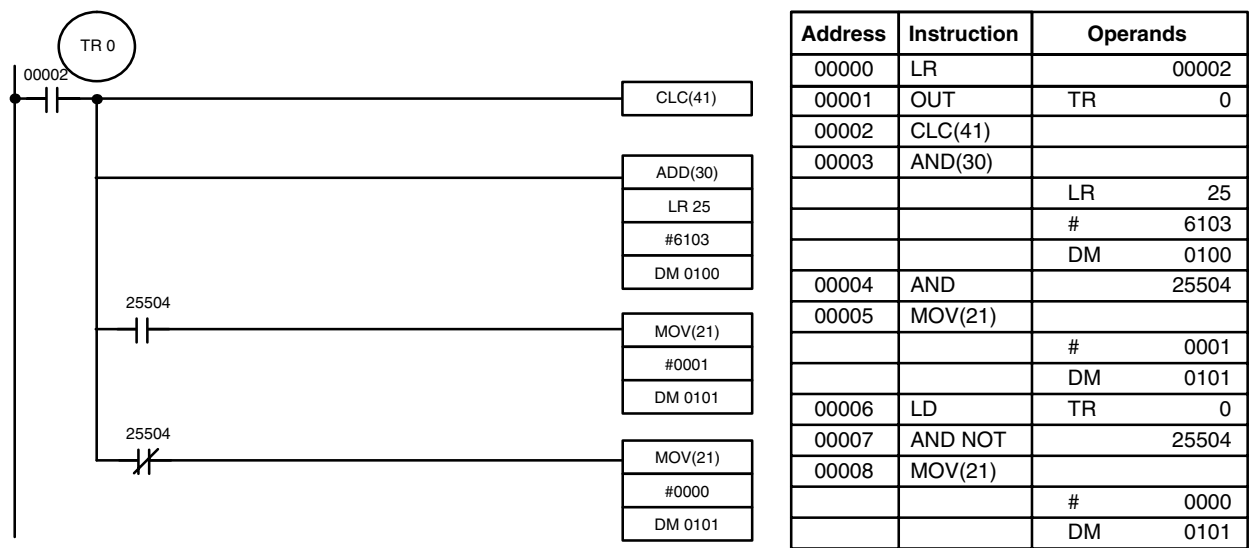 TR 0
00002
CLC(41)
ADD(30)
LR 25
#6103
DM 0100
25504
MOV(21)
#0001
DM 0101
25504
MOV(21)
#0000
DM 0101
Address Instruction Operands
00000 LR 00002
00001 OUT TR 0
00002 CLC(41)
00003 AND(30)
LR 25
# 6103
DM 0100
00004 AND 25504
00005 MOV(21)
# 0001
DM 0101
00006 LD TR 0
00007 AND NOT 25504
00008 MOV(21)
# 0000
DM 0101